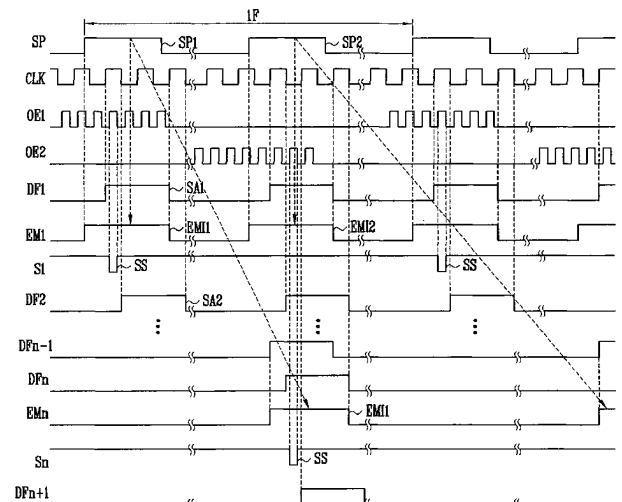 1F
SP SP1 SP2
CLK
OE1
OE2
DF1 SA1
EM1 EMI1 EMI2
S1 SS SS
DF2 SA2
DFn-1
DFn
EMn EMI1
Sn SS
DFn+1